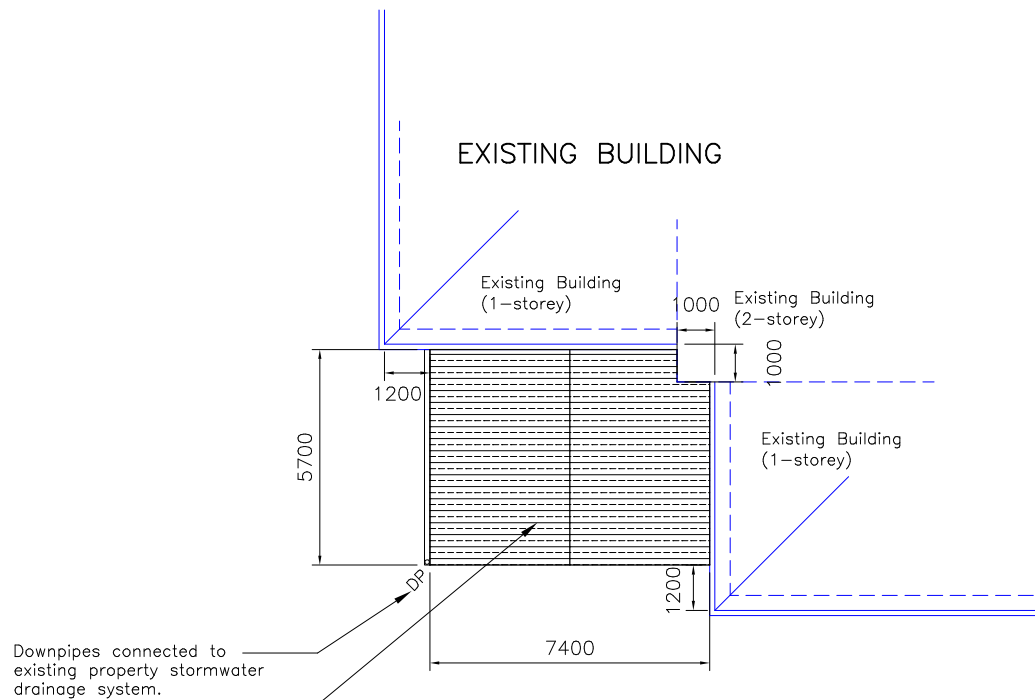 EXISTING BUILDING
Existing Building
(1-storey)
1000
Existing Building
(2-storey)
1000
1200
5700
Existing Building
(1-storey)
DP
1200
7400
Downpipes connected to
existing property stormwater
drainage system.